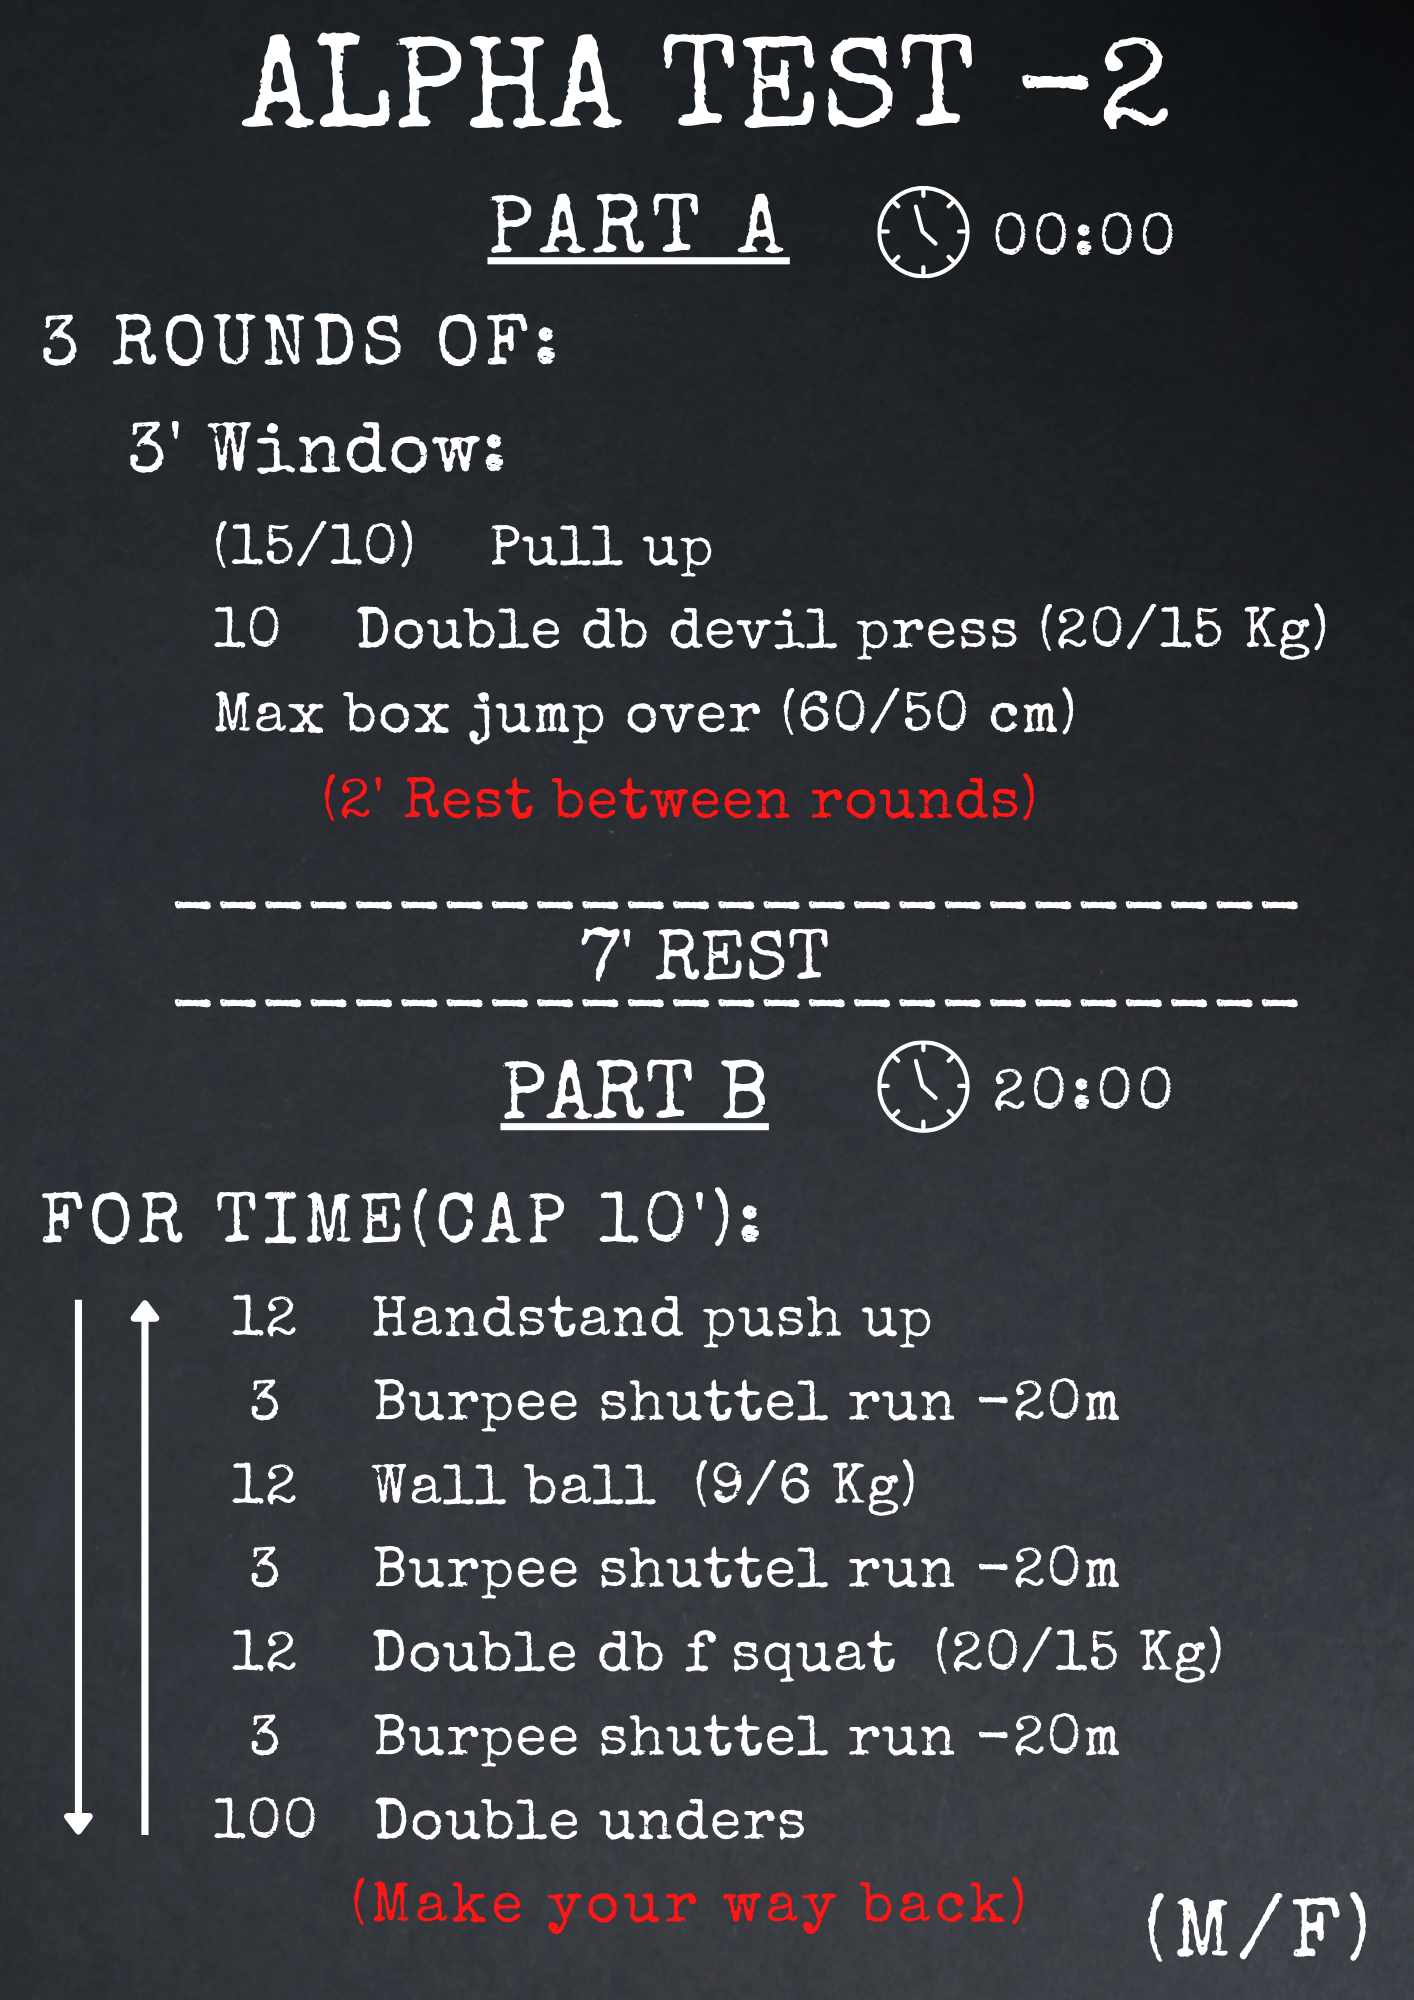 ALPHA TEST -2
PART A 00:00
3 ROUNDS OF:
3' Window:
(15/10) Pull up
10 Double db devil press (20/15 Kg)
Max box jump over (60/50 cm)
(2' Rest between rounds)
7' REST
PART B 20:00
FOR TIME(CAP 10'):
12 Handstand push up
3 Burpee shuttel run -20m
12 Wall ball (9/6 Kg)
3 Burpee shuttel run -20m
12 Double db f squat (20/15 Kg)
3 Burpee shuttel run -20m
100 Double unders
(Make your way back)
(M/F)